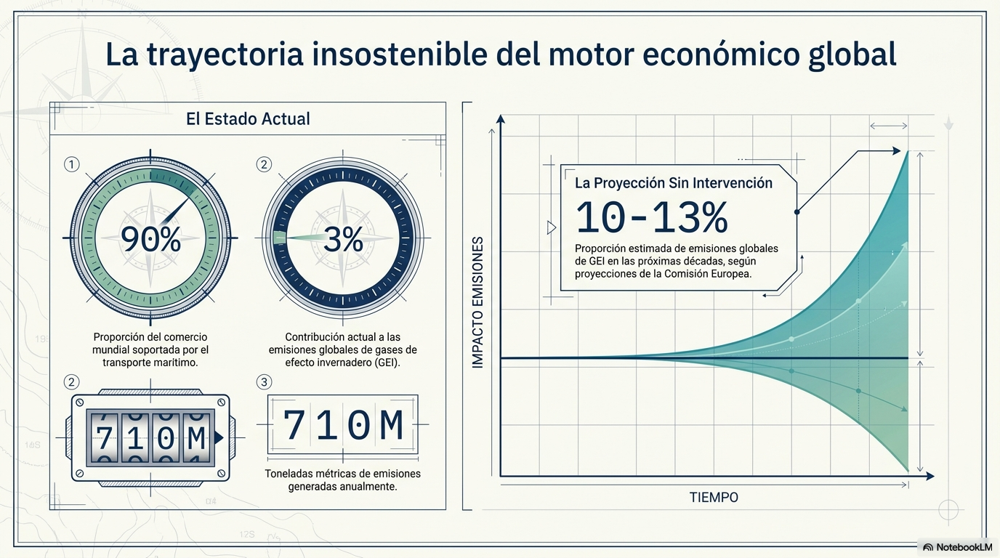 La trayectoria insostenible del motor económico global
El Estado Actual
1
90%
Proporción del comercio
mundial soportada por el
transporte marítimo.
2
3%
Contribución actual a las
emisiones globales de gases de
efecto invernadero (GEI).
2
710M
3
710M
Toneladas métricas de emisiones
generadas anualmente.
IMPACTO EMISIONES
La Proyección Sin Intervención
10-13%
Proporción estimada de emisiones globales
de GEI en las próximas décadas, según
proyecciones de la Comisión Europea.
TIEMPO
12S
NotebookLM